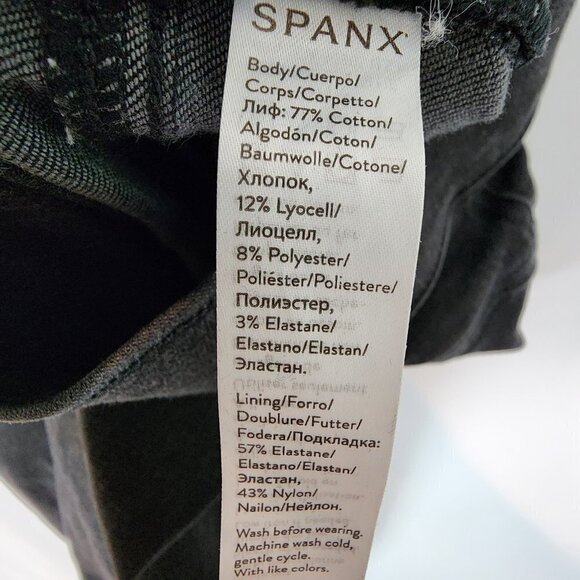 SPANX
Body/Cuerpo/
Corps/Corpetto/
Лиф: 77% Cotton/
Algodón/Coton/
Baumwolle/Cotone/
Хлопок,
12% Lyocell/
Лиоцелл,
8% Polyester/
Poliéster/Poliestere/
Полиэстер,
3% Elastane/
Elastano/Elastan/
Эластан.
Lining/Forro/
Doublure/Futter/
Fodera/Подкладка:
57% Elastane/
Elastano/Elastan/
Эластан,
43% Nylon/
Nailon/Нейлон.
Wash before wearing.
Machine wash cold,
gentle cycle.
With like colors.